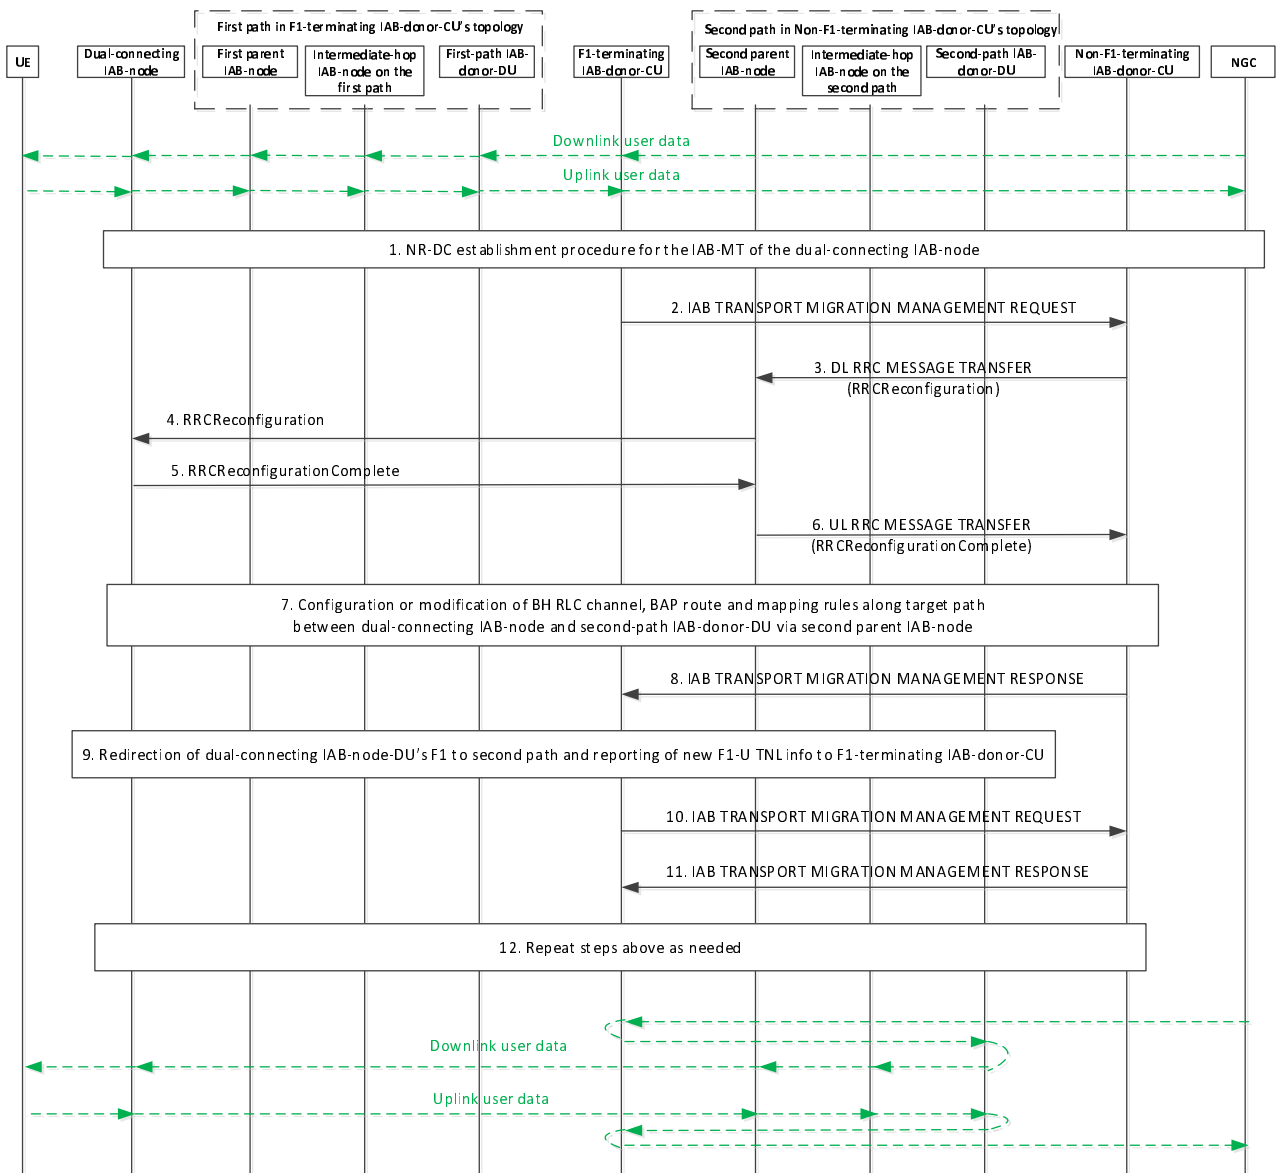 First path in F1-terminating IAB-donor-CU's topology
Second path in Non-F1-terminating IAB-donor-CU's topology
UE
Dual-connecting
IAB-node
First parent
IAB-node
Intermediate-hop
IAB-node on the
first path
First-path IAB-
donor-DU
F1-terminating
IAB-donor-CU
Second parent
IAB-node
Intermediate-hop
IAB-node on the
second path
Second-path IAB-
donor-DU
Non-F1-terminating
IAB-donor-CU
NGC
Downlink user data
Uplink user data
1. NR-DC establishment procedure for the IAB-MT of the dual-connecting IAB-node
2. IAB TRANSPORT MIGRATION MANAGEMENT REQUEST
3. DL RRC MESSAGE TRANSFER
(RRCReconfiguration)
4. RRCReconfiguration
5. RRCReconfigurationComplete
6. UL RRC MESSAGE TRANSFER
(RRCReconfigurationComplete)
7. Configuration or modification of BH RLC channel, BAP route and mapping rules along target path
between dual-connecting IAB-node and second-path IAB-donor-DU via second parent IAB-node
8. IAB TRANSPORT MIGRATION MANAGEMENT RESPONSE
9. Redirection of dual-connecting IAB-node-DU's F1 to second path and reporting of new F1-U TNL info to F1-terminating IAB-donor-CU
10. IAB TRANSPORT MIGRATION MANAGEMENT REQUEST
11. IAB TRANSPORT MIGRATION MANAGEMENT RESPONSE
12. Repeat steps above as needed
Downlink user data
Uplink user data